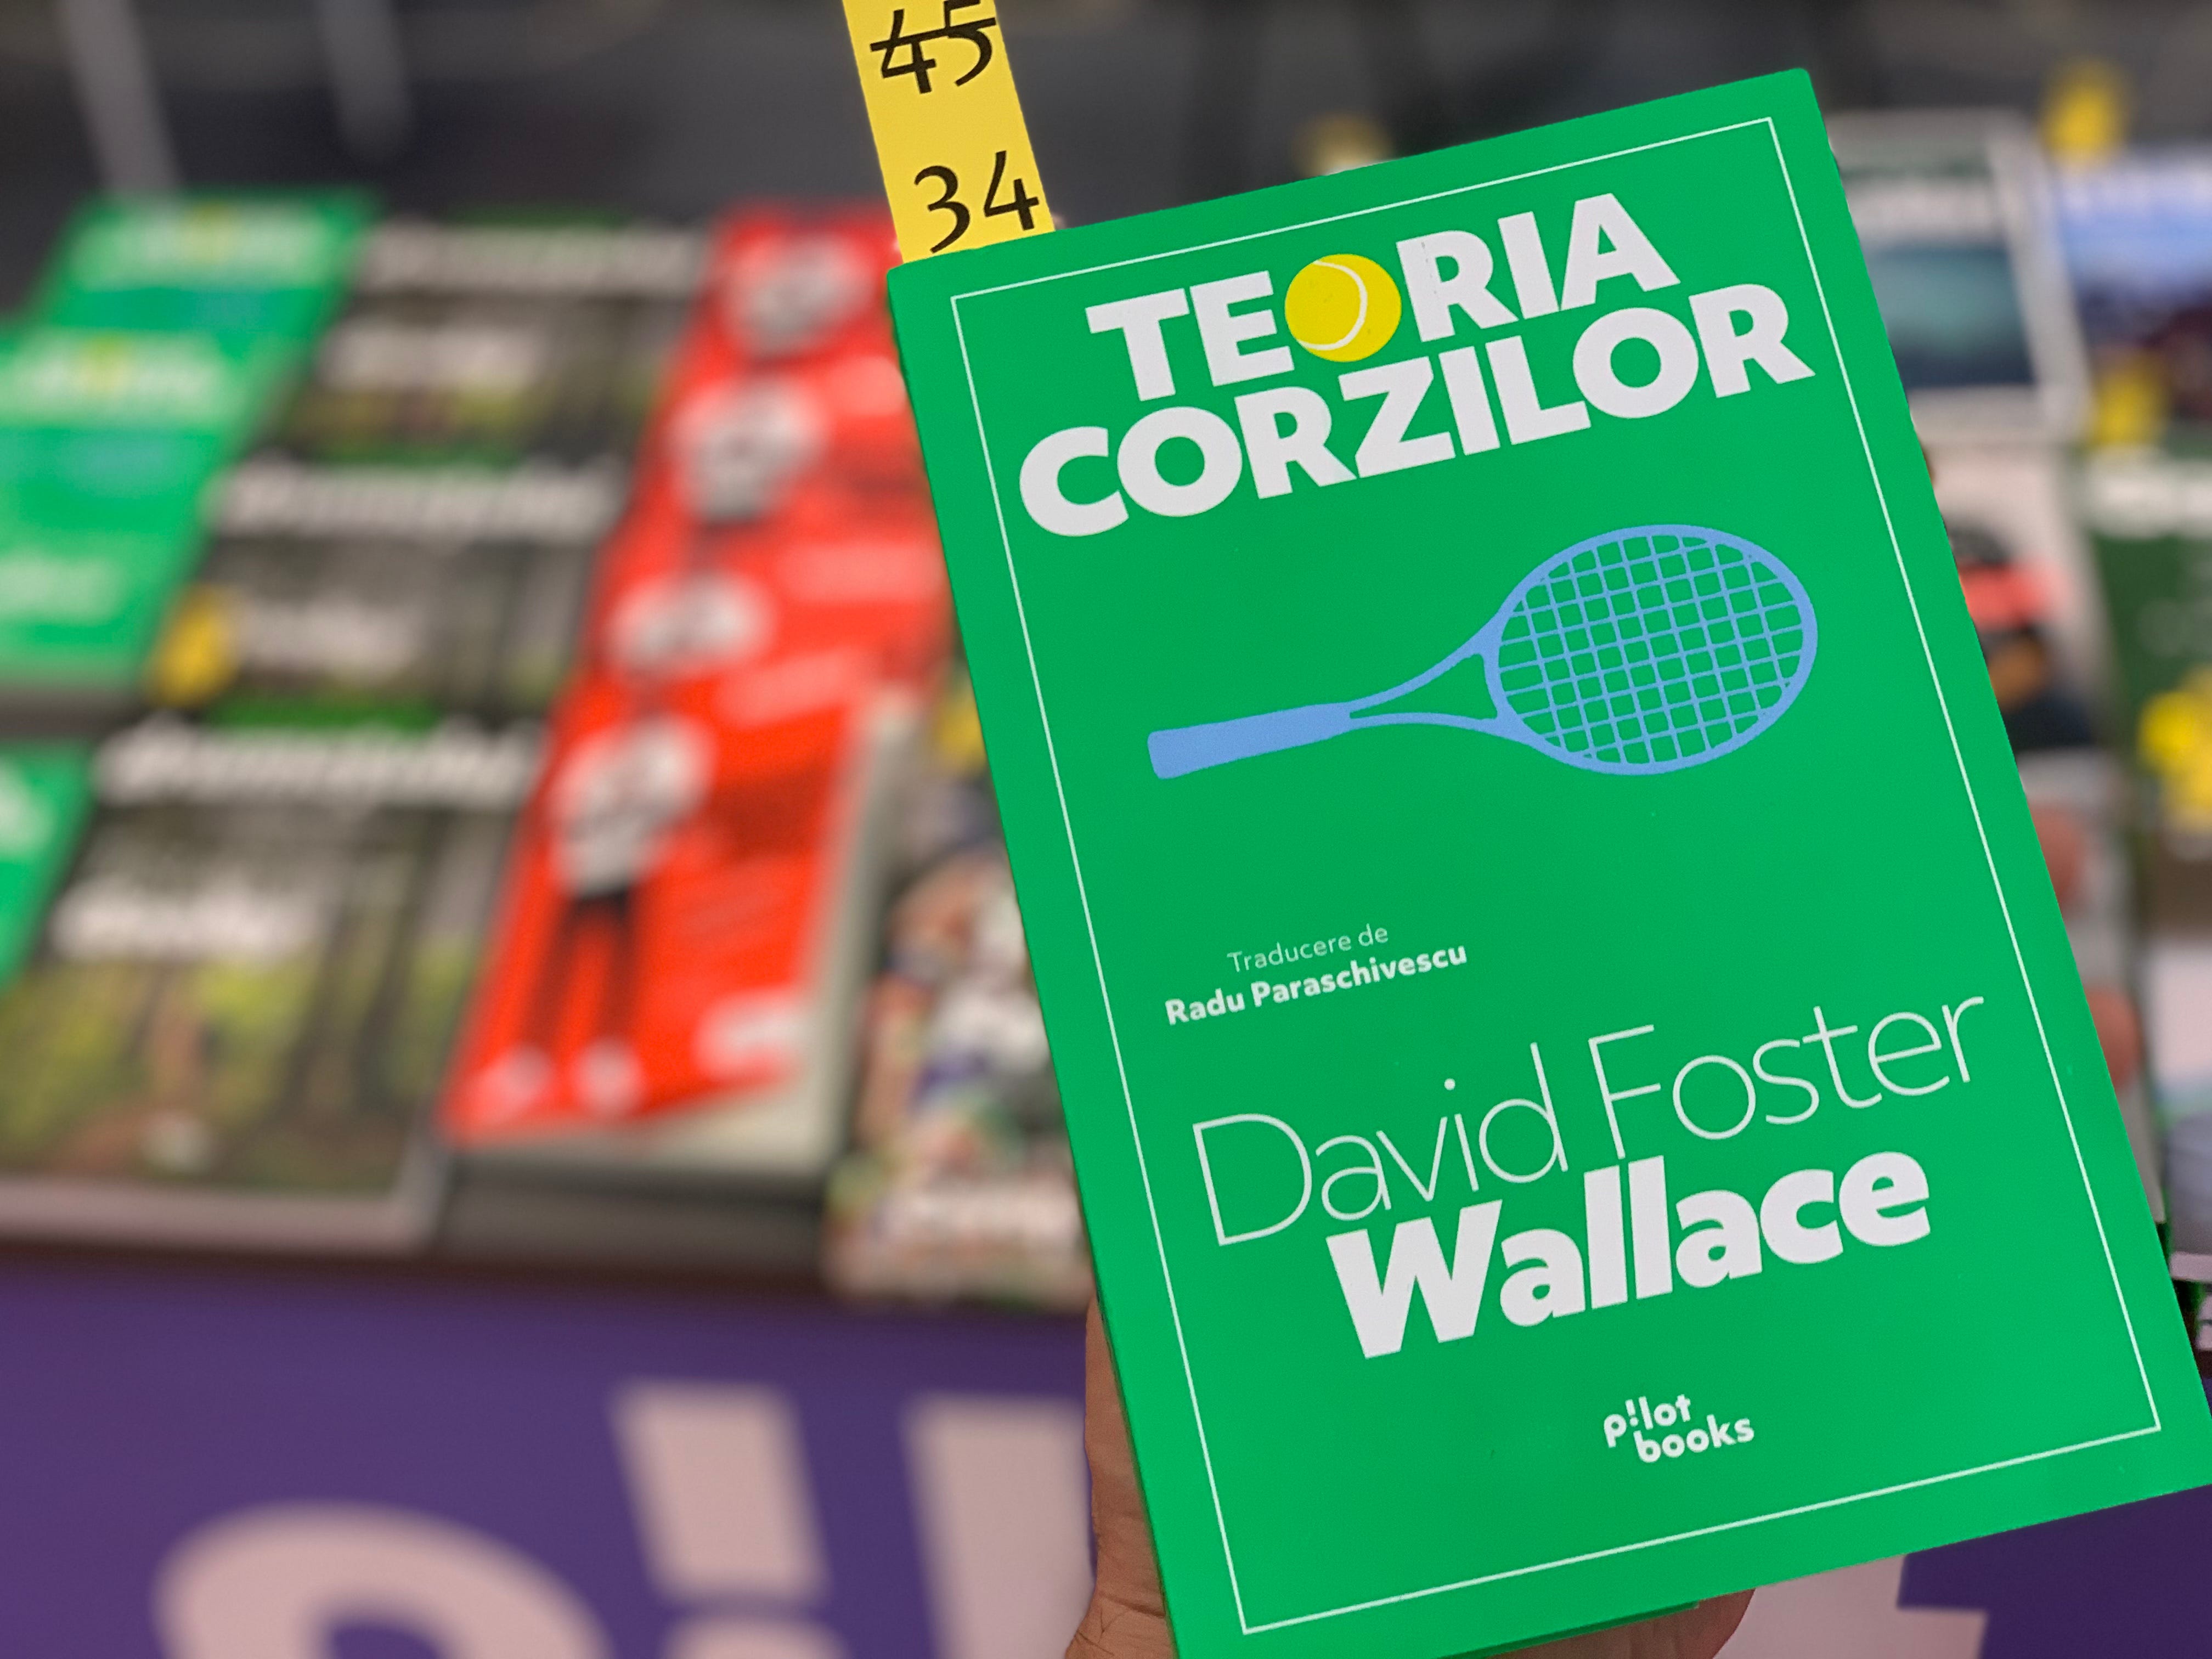 45
34
TEORIA
CORZILOR
Traducere de
Radu Paraschivescu
David Foster
Wallace
pilot
books